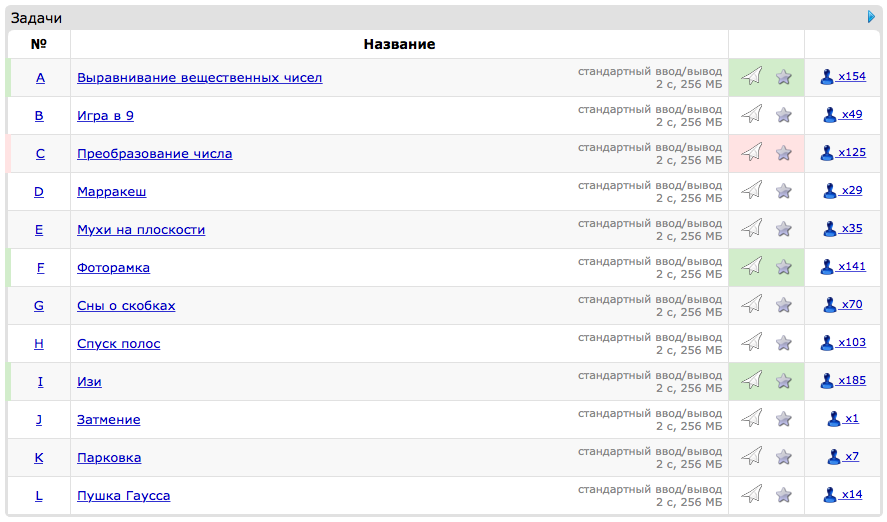 Задачи
№ Название
A Выравнивание вещественных чисел стандартный ввод/вывод x154
2 с, 256 МБ
B Игра в 9 стандартный ввод/вывод x49
2 с, 256 МБ
C Преобразование числа стандартный ввод/вывод x125
2 с, 256 МБ
D Марракеш стандартный ввод/вывод x29
2 с, 256 МБ
E Мухи на плоскости стандартный ввод/вывод x35
2 с, 256 МБ
F Фоторамка стандартный ввод/вывод x141
2 с, 256 МБ
G Сны о скобках стандартный ввод/вывод x70
2 с, 256 МБ
H Спуск полос стандартный ввод/вывод x103
2 с, 256 МБ
I Изи стандартный ввод/вывод x185
2 с, 256 МБ
J Затмение стандартный ввод/вывод x1
2 с, 256 МБ
K Парковка стандартный ввод/вывод x7
2 с, 256 МБ
L Пушка Гаусса стандартный ввод/вывод x14
2 с, 256 МБ